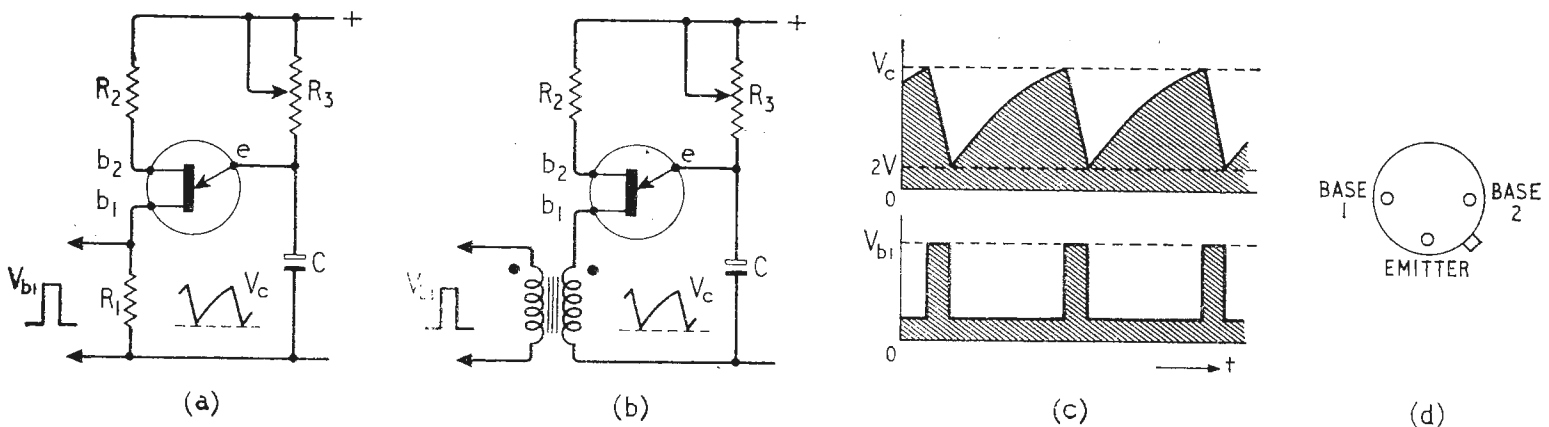 +
R2
R3
b2
e
b1
Vb1
R1
Vc
C
(a)
+
R2
R3
b2
e
b1
Vc
C
(b)
Vc
2V
0
Vb1
0
t
(c)
BASE
1
BASE
2
EMITTER
(d)